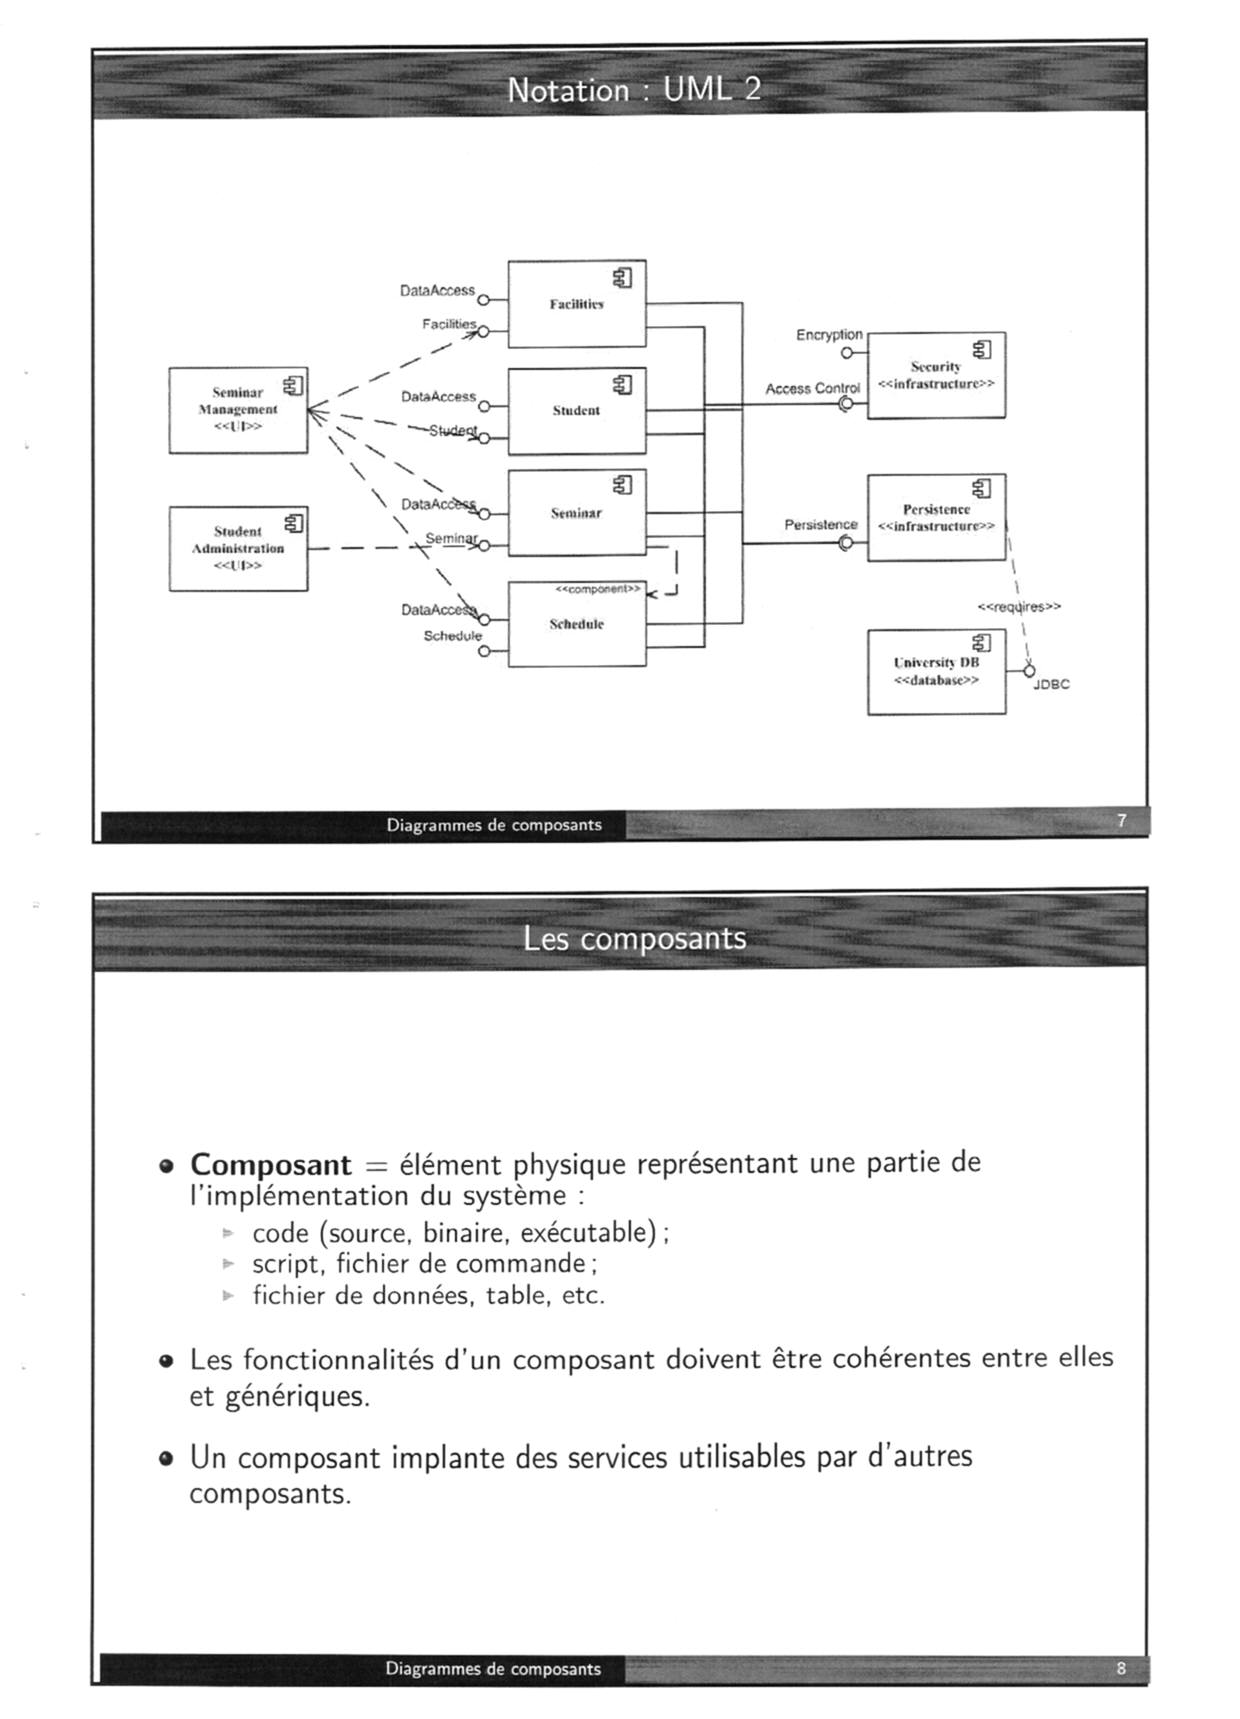 Notation : UML 2
DataAccess
Facilities
Facilities
Encryption
Security
<<infrastructure>>
Access Control
Seminar
Management
<<UI>>
DataAccess
Student
Student
DataAccess
Seminar
Seminar
Persistence
Persistence
<<infrastructure>>
Student
Administration
<<UI>>
<<component>>
DataAccess
Schedule
Schedule
<<requires>>
University DB
<<database>>
JDBC
Diagrammes de composants
7
Les composants
Composant = élément physique représentant une partie de
l'implémentation du système :
code (source, binaire, exécutable) ;
script, fichier de commande ;
fichier de données, table, etc.
Les fonctionnalités d'un composant doivent être cohérentes entre elles
et génériques.
Un composant implante des services utilisables par d'autres
composants.
Diagrammes de composants
8